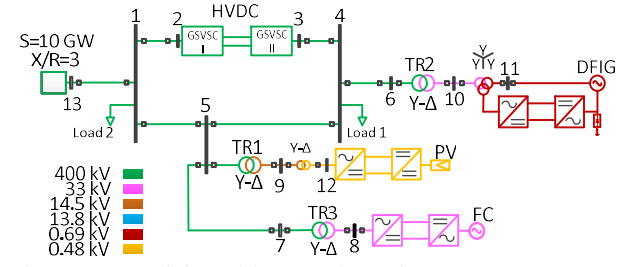 HVDC
1
2
3
4
GSVSC
I
GSVSC
II
S=10 GW
X/R=3
13
Load 2
Load 1
TR2
Y-Δ
6
10
Y
Y Y
11
DFIG
5
TR1
Y-Δ
Y-Δ
9
12
PV
TR3
Y-Δ
7
8
FC
400 kV
33 kV
14.5 kV
13.8 kV
0.69 kV
0.48 kV